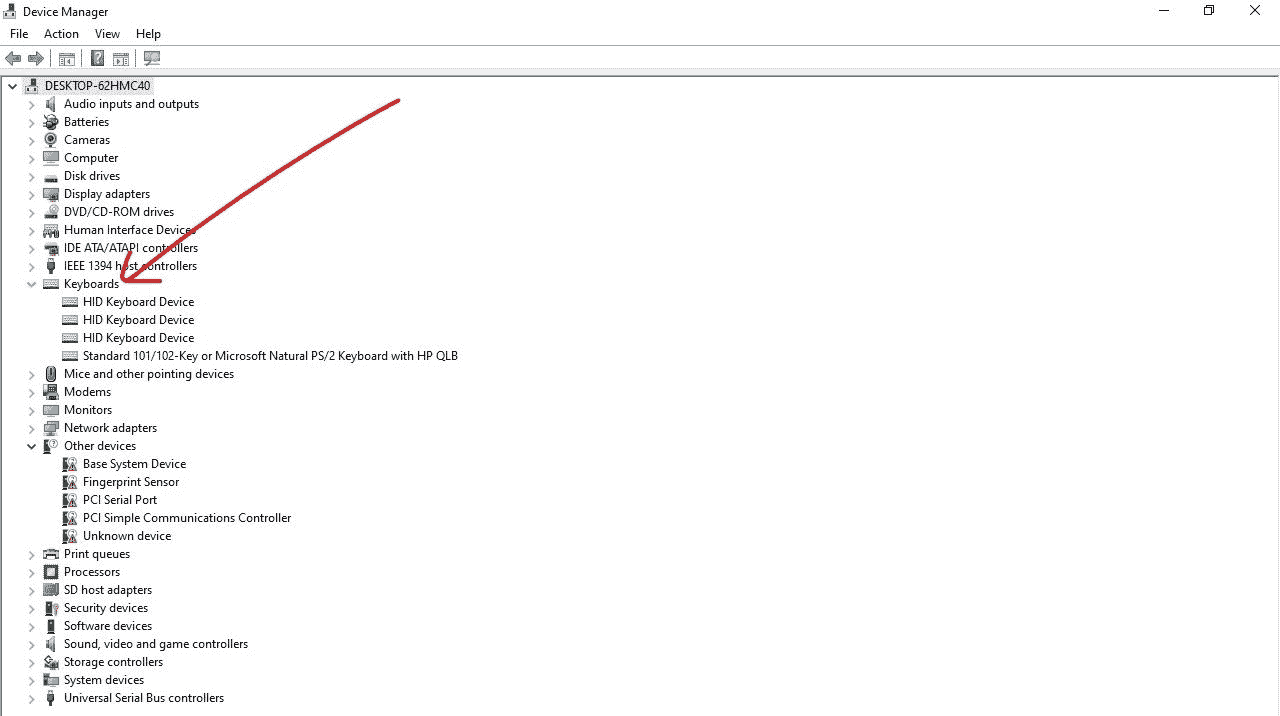 Device Manager
File Action View Help
DESKTOP-62HMC40
Audio inputs and outputs
Batteries
Cameras
Computer
Disk drives
Display adapters
DVD/CD-ROM drives
Human Interface Devices
IDE ATA/ATAPI controllers
IEEE 1394 host controllers
Keyboards
HID Keyboard Device
HID Keyboard Device
HID Keyboard Device
Standard 101/102-Key or Microsoft Natural PS/2 Keyboard with HP QLB
Mice and other pointing devices
Modems
Monitors
Network adapters
Other devices
Base System Device
Fingerprint Sensor
PCI Serial Port
PCI Simple Communications Controller
Unknown device
Print queues
Processors
SD host adapters
Security devices
Software devices
Sound, video and game controllers
Storage controllers
System devices
Universal Serial Bus controllers